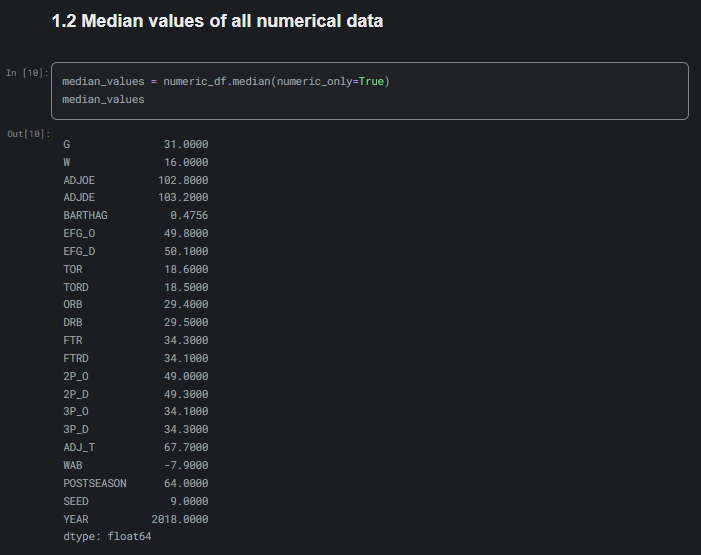 1.2 Median values of all numerical data
In [10]:
median_values = numeric_df.median(numeric_only=True)
median_values
Out[10]:
G 31.0000
W 16.0000
ADJOE 102.8000
ADJDE 103.2000
BARTHAG 0.4756
EFG_O 49.8000
EFG_D 50.1000
TOR 18.6000
TORD 18.5000
ORB 29.4000
DRB 29.5000
FTR 34.3000
FTRD 34.1000
2P_O 49.0000
2P_D 49.3000
3P_O 34.1000
3P_D 34.3000
ADJ_T 67.7000
WAB -7.9000
POSTSEASON 64.0000
SEED 9.0000
YEAR 2018.0000
dtype: float64